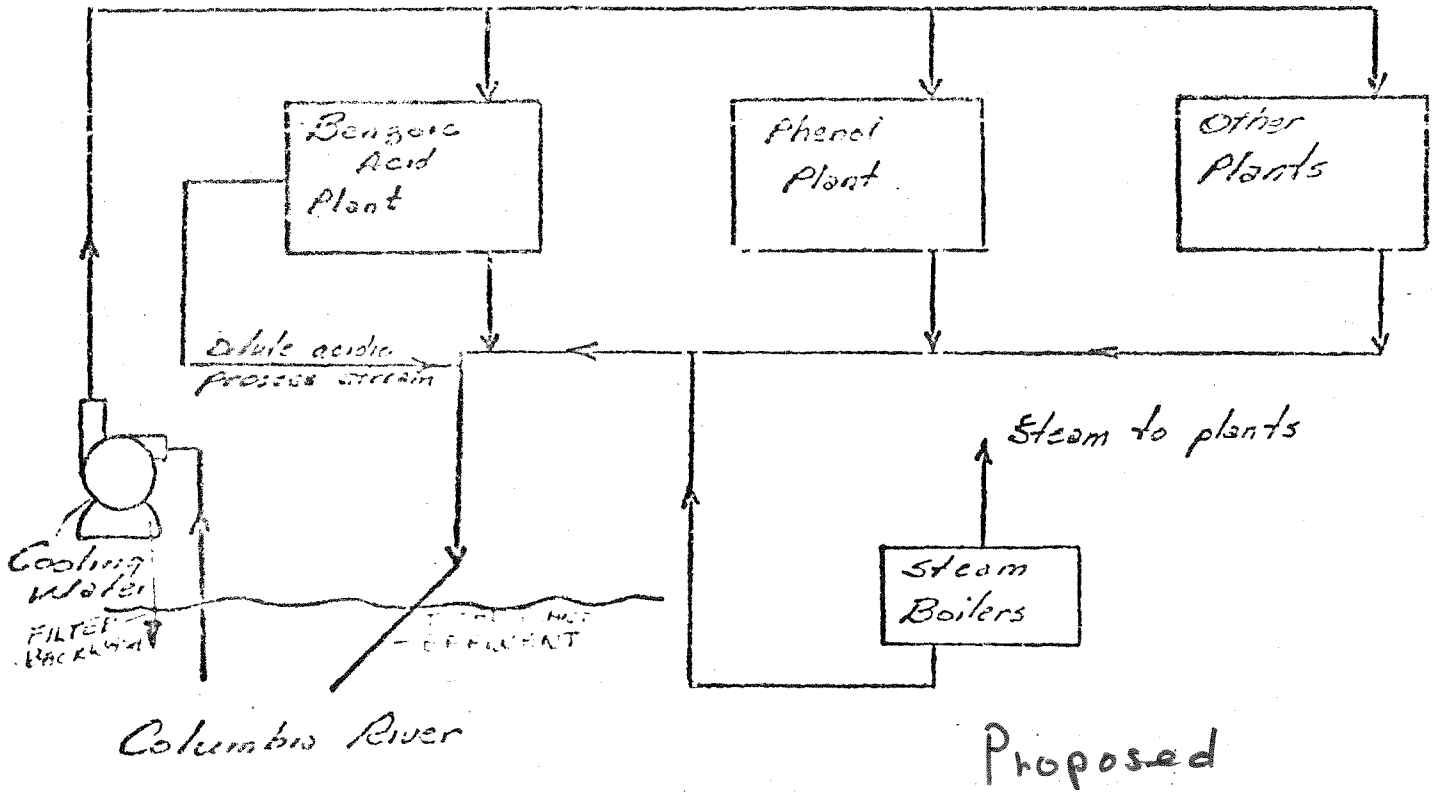 Benzoic
Acid
Plant
Phenol
Plant
Other
Plants
Dilute acidic
process stream
Steam to plants
Cooling
Water
FILTER
BACKWASH
EFFLUENT
Steam
Boilers
Columbia River
Proposed